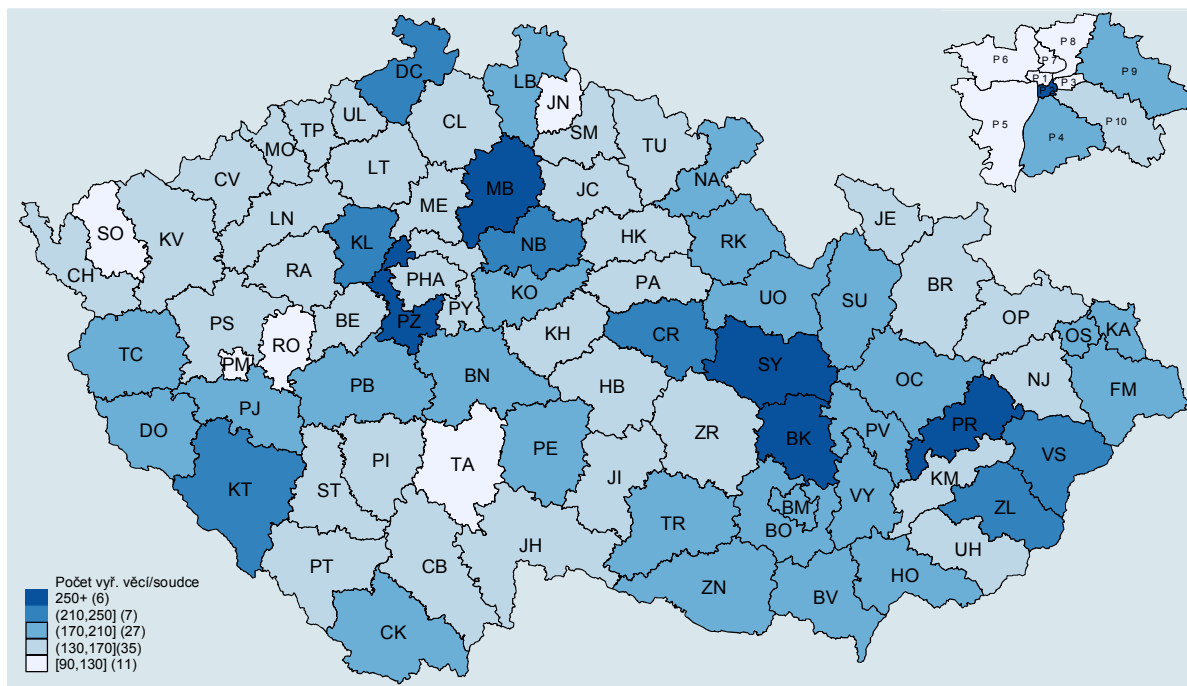 P 8
P 6
P 7
P 9
P 1
P 3
P 5
P 4
P 10
DC
LB
JN
UL
CL
SM
TP
TU
MO
CV
LT
MB
JC
NA
ME
JE
SO
KV
LN
KL
NB
HK
RK
CH
RA
PHA
KO
PA
BR
UO
SU
PS
BE
PZ
PY
OP
KH
CR
OS
KA
TC
PM
RO
SY
NJ
PB
BN
HB
OC
FM
PJ
DO
PR
ZR
BK
PV
VS
KT
ST
PI
TA
PE
JI
KM
VY
ZL
BM
BO
TR
JH
UH
PT
CB
HO
ZN
BV
CK
Počet vyř. věcí/soudce
250+ (6)
(210,250] (7)
(170,210] (27)
(130,170](35)
[90,130] (11)